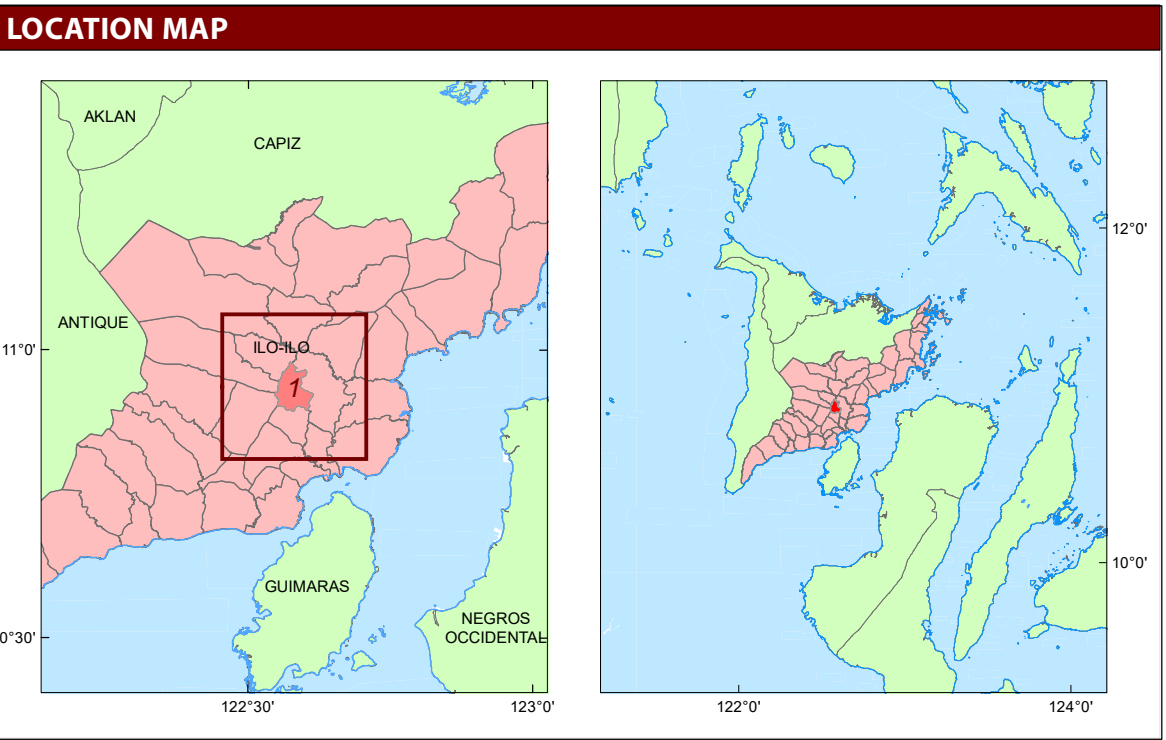 LOCATION MAP
AKLAN
CAPIZ
ANTIQUE
ILO-ILO
1
GUIMARAS
NEGROS
OCCIDENTAL
11°0'
0°30'
122°30'
123°0'
12°0'
10°0'
122°0'
124°0'